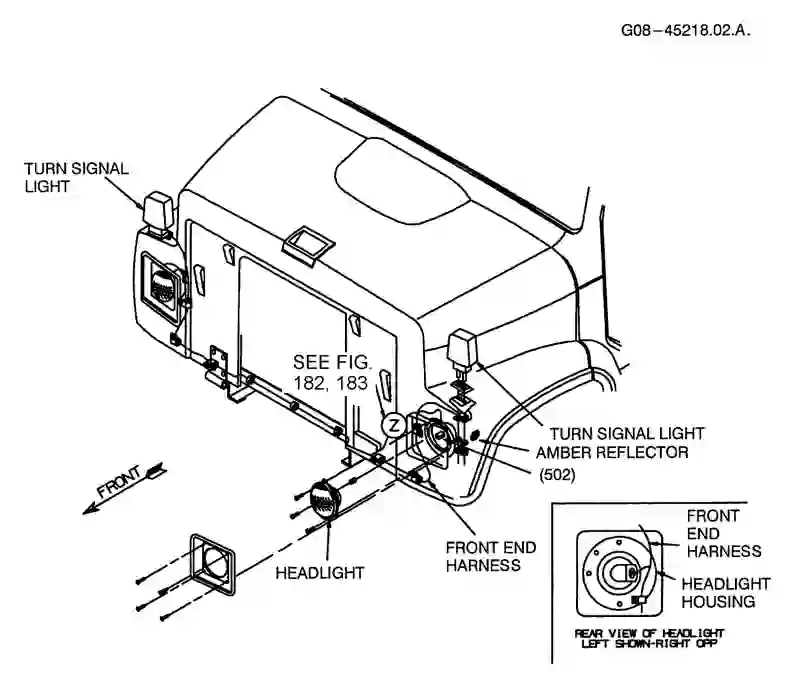 G08-45218.02.A.
TURN SIGNAL
LIGHT
SEE FIG.
182, 183
Z
TURN SIGNAL LIGHT
AMBER REFLECTOR
(502)
FRONT
HEADLIGHT
FRONT END
HARNESS
FRONT
END
HARNESS
HEADLIGHT
HOUSING
REAR VIEW OF HEADLIGHT
LEFT SHOWN-RIGHT OPP